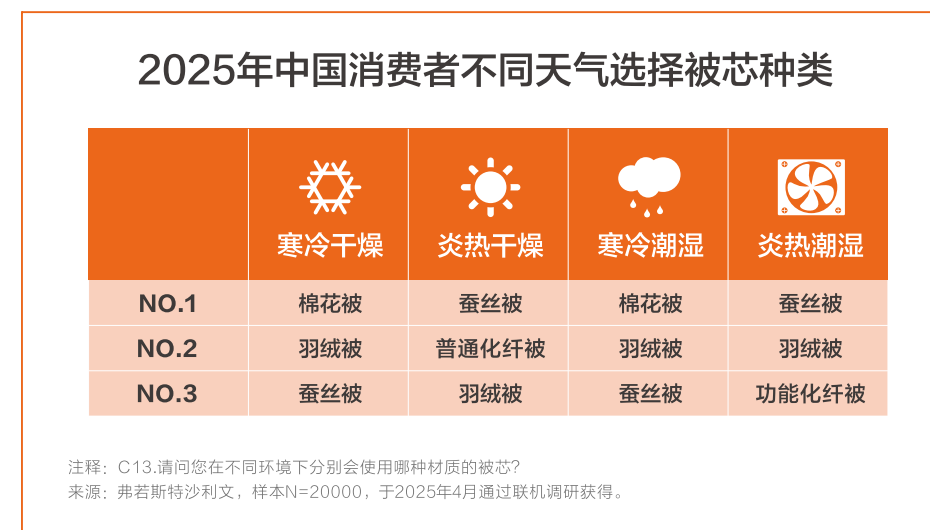 2025年中国消费者不同天气选择被芯种类
寒冷干燥 炎热干燥 寒冷潮湿 炎热潮湿
NO.1 棉花被 蚕丝被 棉花被 蚕丝被
NO.2 羽绒被 普通化纤被 羽绒被 羽绒被
NO.3 蚕丝被 羽绒被 蚕丝被 功能化纤被
注释：C13.请问您在不同环境下分别会使用哪种材质的被芯？
来源：弗若斯特沙利文，样本N=20000，于2025年4月通过联机调研获得。